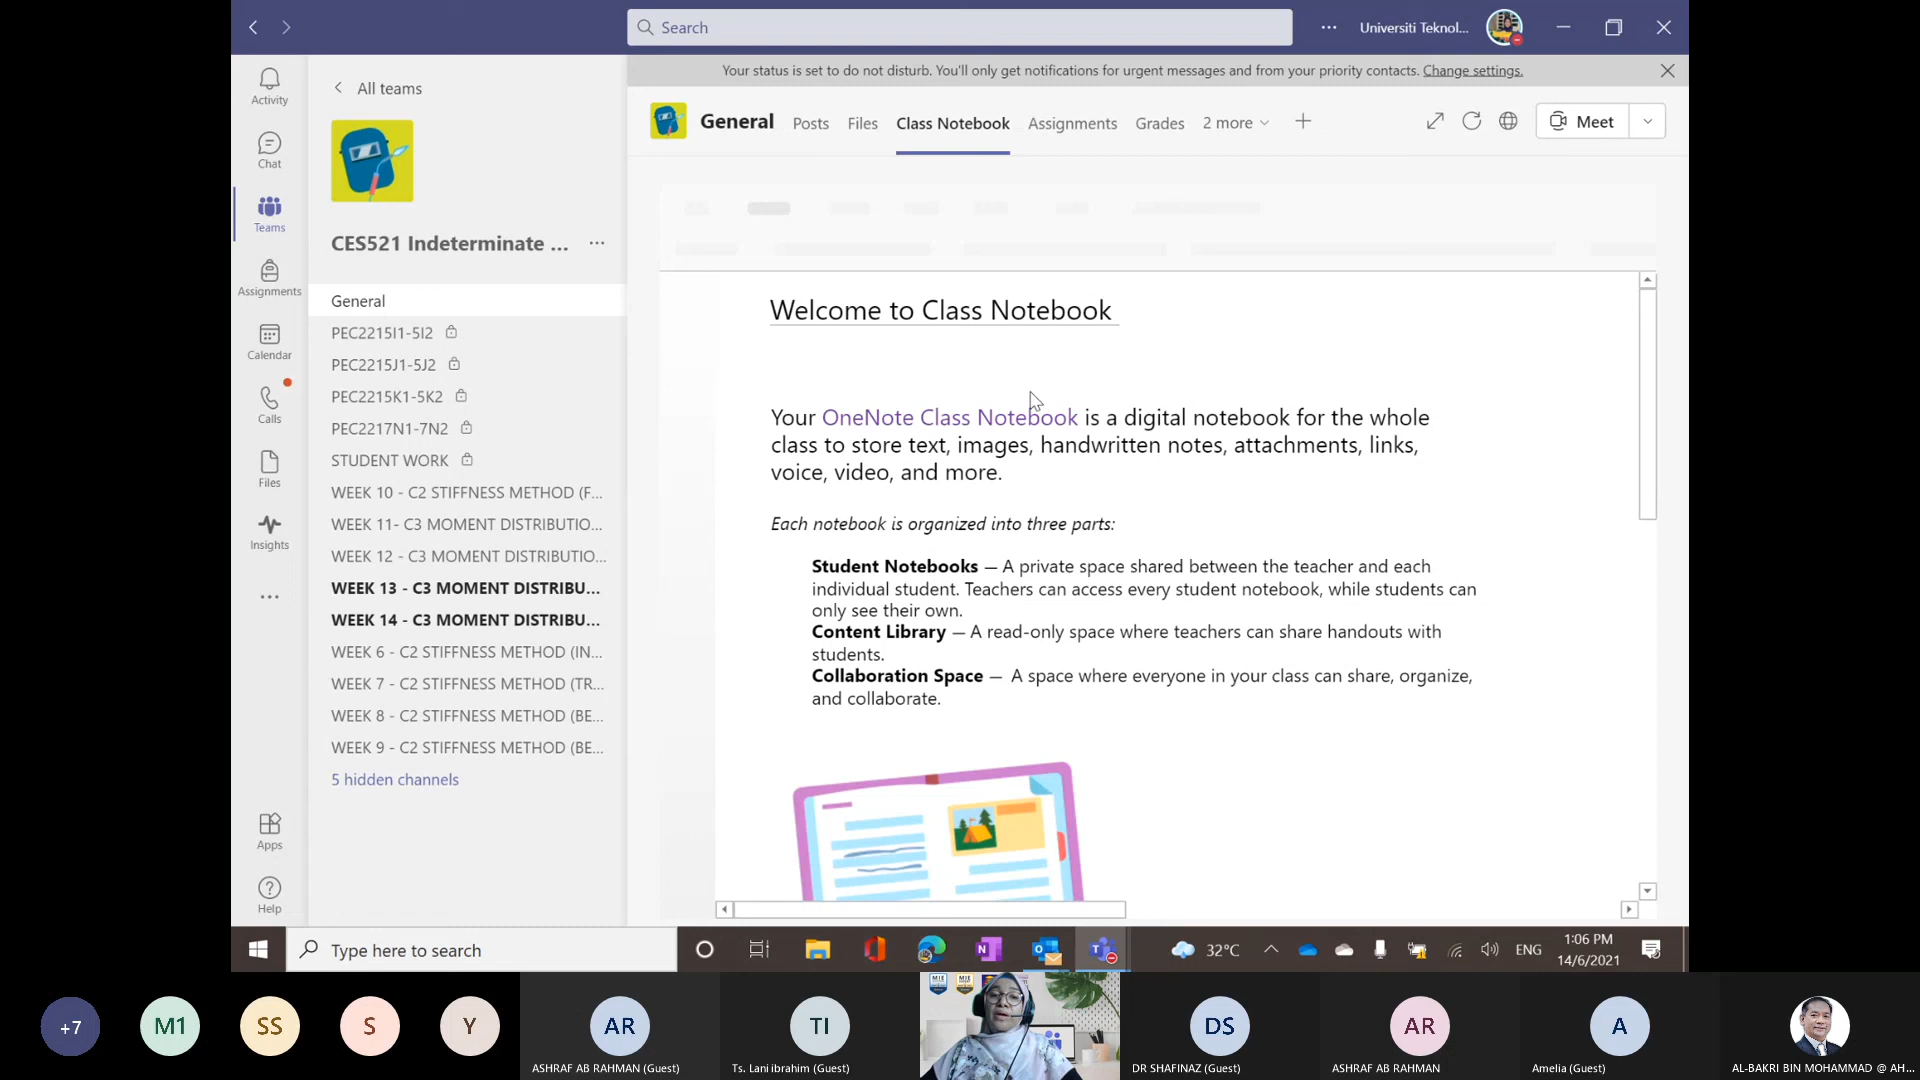 Search
Universiti Teknol...
Your status is set to do not disturb. You'll only get notifications for urgent messages and from your priority contacts. Change settings.
Activity
Chat
Teams
Assignments
Calendar
Calls
Files
Insights
Apps
Help
All teams
CES521 Indeterminate ...
General
PEC2215I1-5I2
PEC2215J1-5J2
PEC2215K1-5K2
PEC2217N1-7N2
STUDENT WORK
WEEK 10 - C2 STIFFNESS METHOD (F...
WEEK 11- C3 MOMENT DISTRIBUTIO...
WEEK 12 - C3 MOMENT DISTRIBUTIO...
WEEK 13 - C3 MOMENT DISTRIBU...
WEEK 14 - C3 MOMENT DISTRIBU...
WEEK 6 - C2 STIFFNESS METHOD (IN...
WEEK 7 - C2 STIFFNESS METHOD (TR...
WEEK 8 - C2 STIFFNESS METHOD (BE...
WEEK 9 - C2 STIFFNESS METHOD (BE...
5 hidden channels
General Posts Files Class Notebook Assignments Grades 2 more
Meet
Welcome to Class Notebook
Your OneNote Class Notebook is a digital notebook for the whole
class to store text, images, handwritten notes, attachments, links,
voice, video, and more.
Each notebook is organized into three parts:
Student Notebooks — A private space shared between the teacher and each
individual student. Teachers can access every student notebook, while students can
only see their own.
Content Library — A read-only space where teachers can share handouts with
students.
Collaboration Space — A space where everyone in your class can share, organize,
and collaborate.
Type here to search
32°C
ENG
1:06 PM
14/6/2021
+7
M1
SS
S
Y
AR
ASHRAF AB RAHMAN (Guest)
TI
Ts. Lani ibrahim (Guest)
MIE
MIE
DS
DR SHAFINAZ (Guest)
AR
ASHRAF AB RAHMAN
A
Amelia (Guest)
AL-BAKRI BIN MOHAMMAD @ AH...